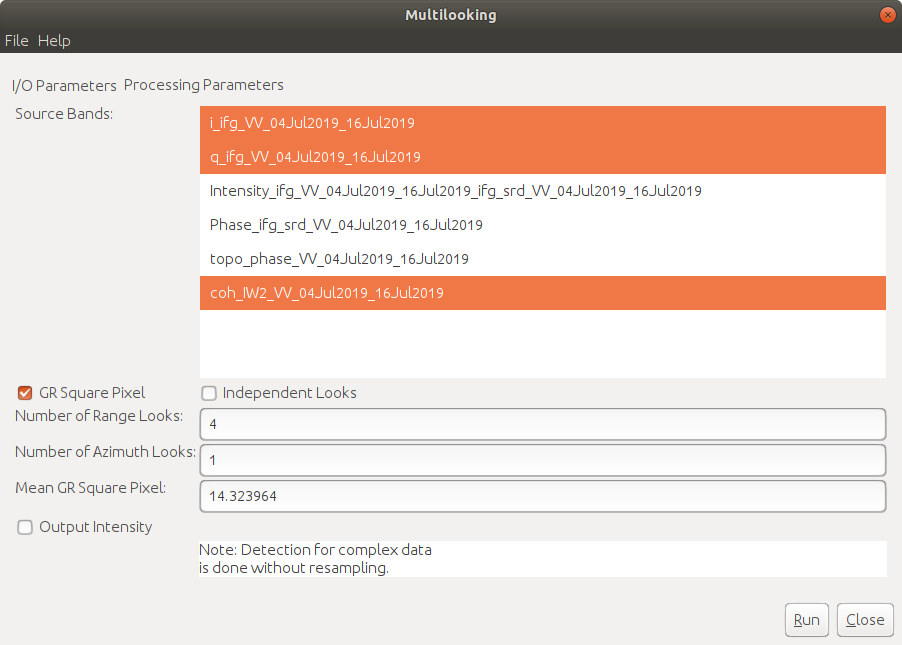 Multilooking
File Help
I/O Parameters Processing Parameters
Source Bands:
i_ifg_VV_04Jul2019_16Jul2019
q_ifg_VV_04Jul2019_16Jul2019
Intensity_ifg_VV_04Jul2019_16Jul2019_ifg_srd_VV_04Jul2019_16Jul2019
Phase_ifg_srd_VV_04Jul2019_16Jul2019
topo_phase_VV_04Jul2019_16Jul2019
coh_IW2_VV_04Jul2019_16Jul2019
GR Square Pixel Independent Looks
Number of Range Looks: 4
Number of Azimuth Looks: 1
Mean GR Square Pixel: 14.323964
Output Intensity
Note: Detection for complex data
is done without resampling.
Run Close